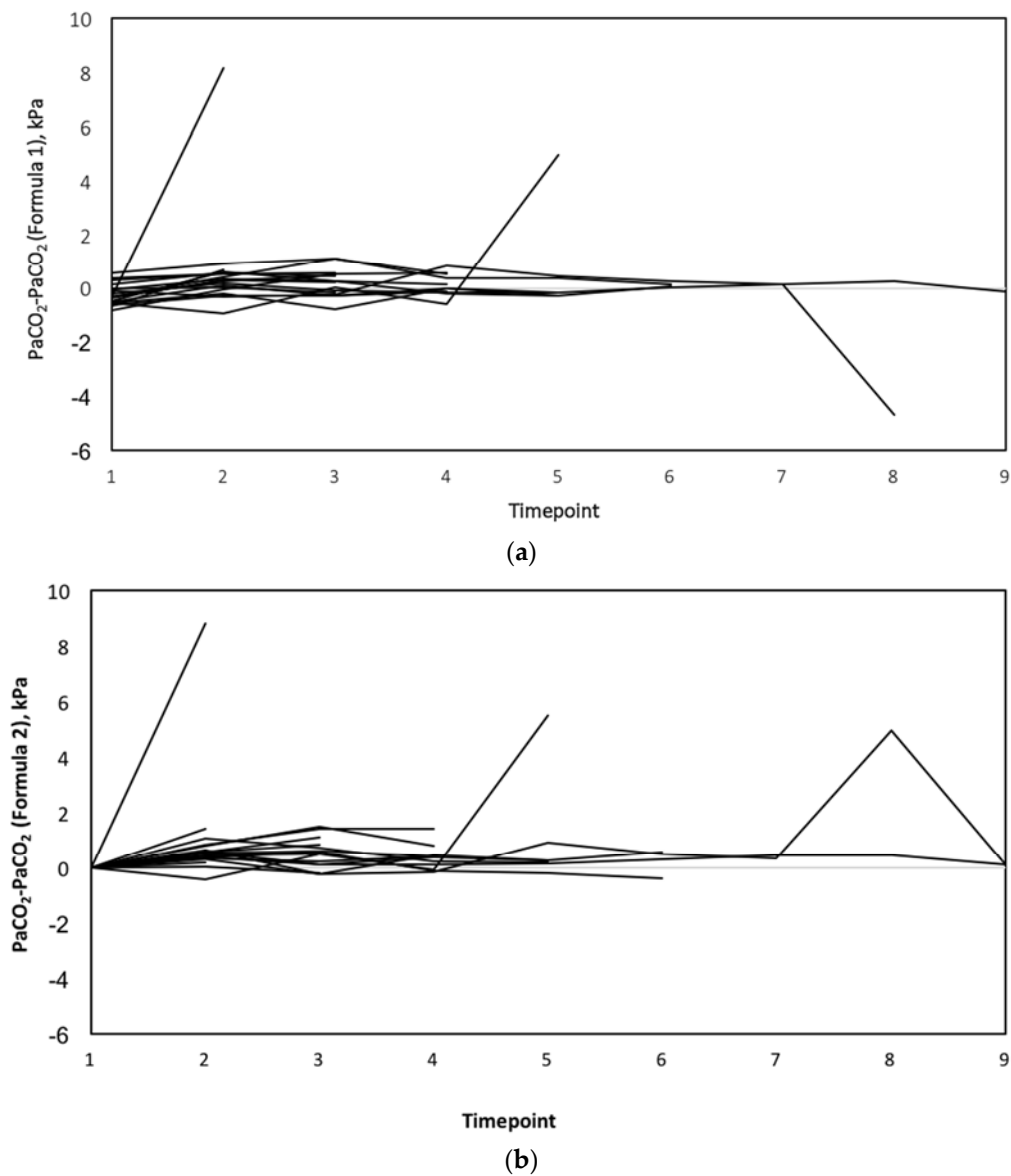 10
8
6
4
2
0
-2
-4
-6
PaCO₂-PaCO₂ (Formula 1), kPa
1 2 3 4 5 6 7 8 9
Timepoint
(a)
10
8
6
4
2
0
-2
-4
-6
PaCO₂-PaCO₂ (Formula 2), kPa
1 2 3 4 5 6 7 8 9
Timepoint
(b)